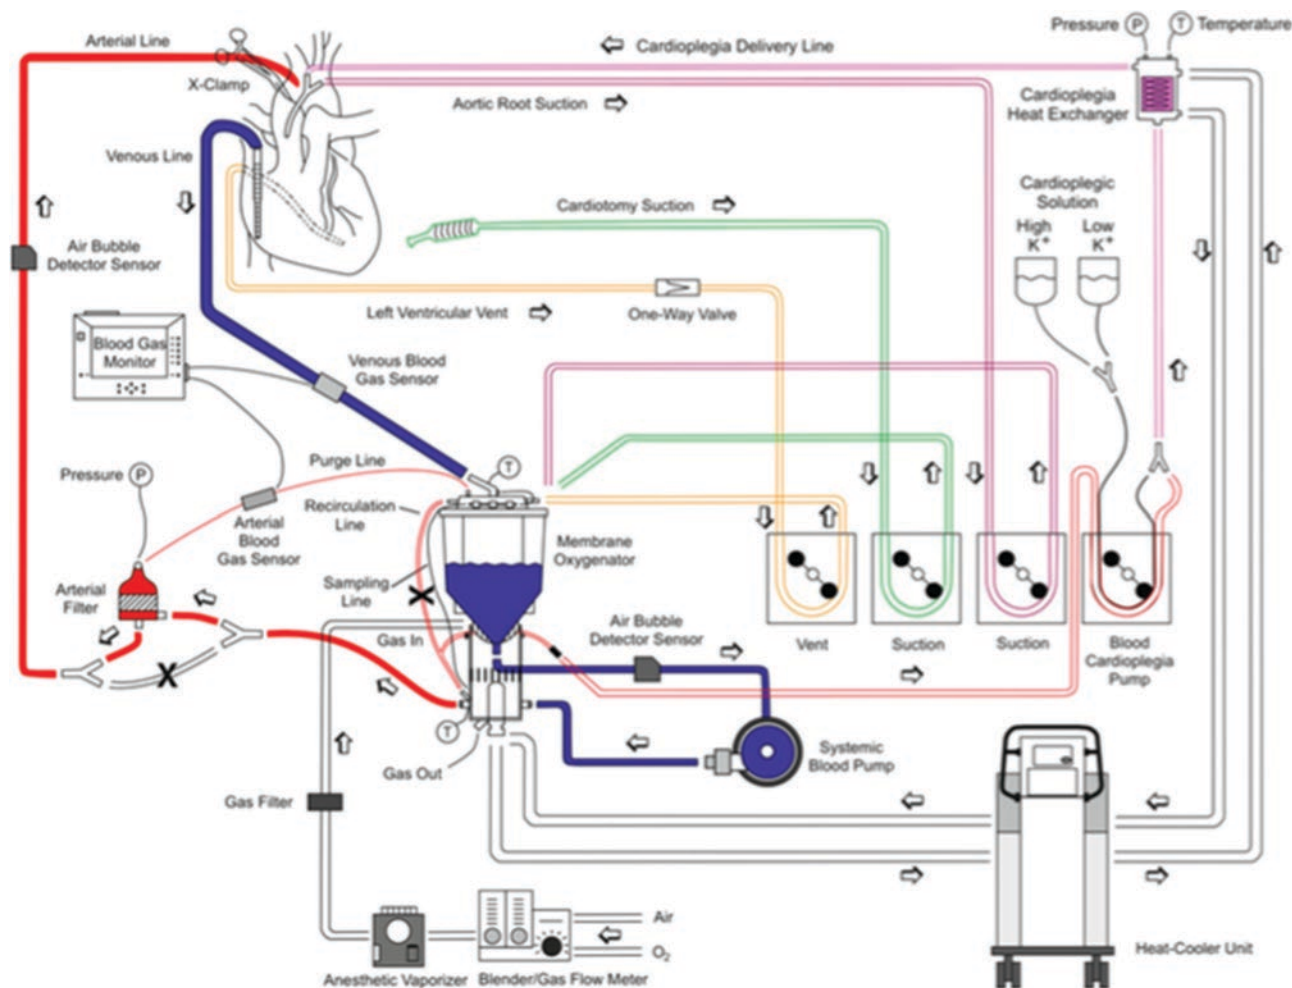 Arterial Line
X-Clamp
Cardioplegia Delivery Line
Aortic Root Suction
Pressure P
T Temperature
Cardioplegia
Heat Exchanger
Venous Line
Cardiotomy Suction
Cardioplegic
Solution
High
K+
Low
K+
Air Bubble
Detector Sensor
Left Ventricular Vent
One-Way Valve
Blood Gas
Monitor
Venous Blood
Gas Sensor
Pressure P
Purge Line
T
Recirculation
Line
Arterial
Blood
Gas Sensor
Membrane
Oxygenator
Arterial
Filter
Sampling
Line
X
Gas In
Air Bubble
Detector Sensor
Vent
Suction
Suction
Blood
Cardioplegia
Pump
X
T
Gas Out
Systemic
Blood Pump
Gas Filter
Air
O2
Anesthetic Vaporizer
Blender/Gas Flow Meter
Heat-Cooler Unit